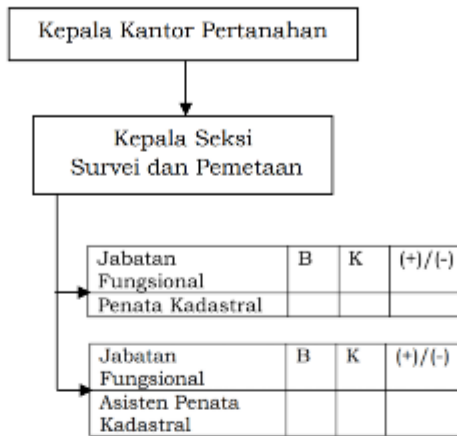 Kepala Kantor Pertanahan
Kepala Seksi
Survei dan Pemetaan
Jabatan Fungsional B K (+)/(-)
Penata Kadastral
Jabatan Fungsional B K (+)/(-)
Asisten Penata Kadastral